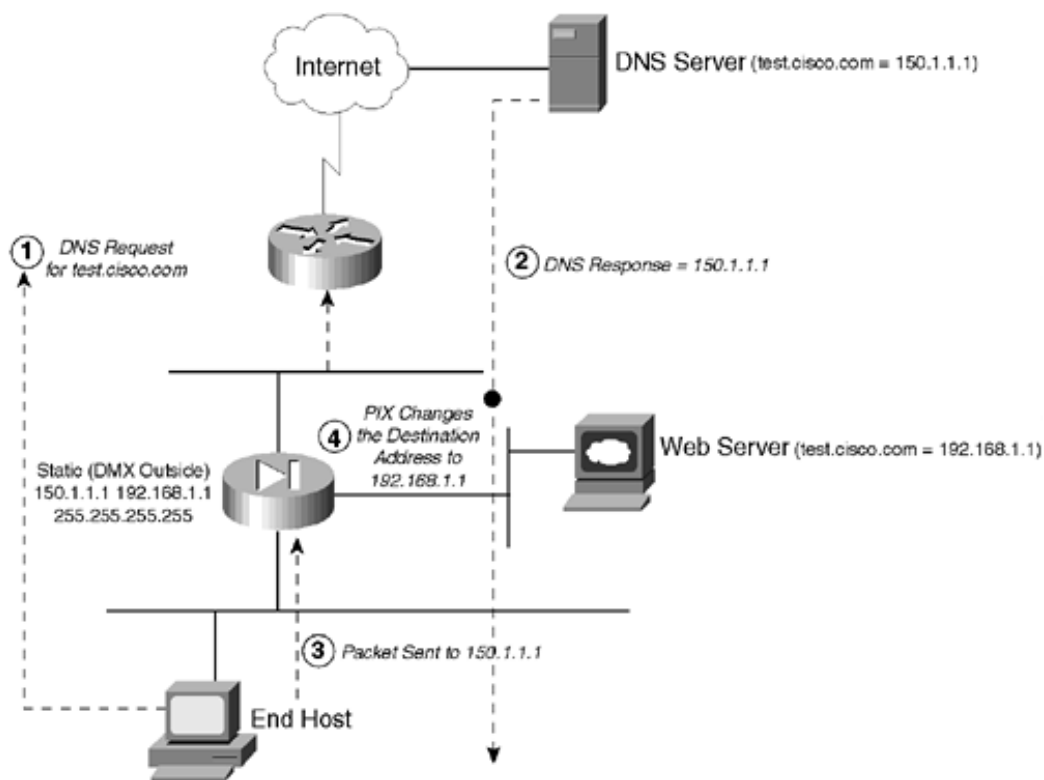 Internet
DNS Server (test.cisco.com = 150.1.1.1)
1
DNS Request
for test.cisco.com
2
DNS Response = 150.1.1.1
4
PIX Changes
the Destination
Address to
192.168.1.1
Web Server (test.cisco.com = 192.168.1.1)
Static (DMX Outside)
150.1.1.1 192.168.1.1
255.255.255.255
3
Packet Sent to 150.1.1.1
End Host